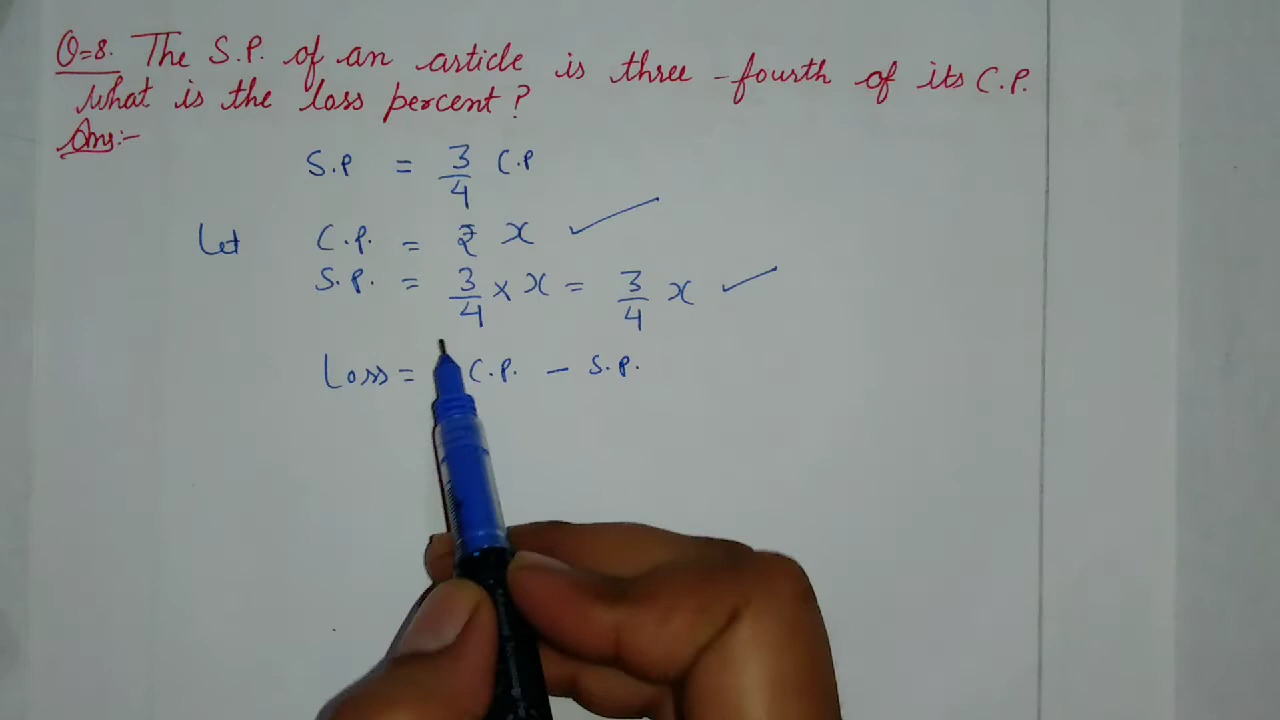 Q=8. The S.P. of an article is three-fourth of its C.P.
What is the loss percent?
Ans:-
S.P = 3/4 C.P
Let C.P. = ₹ x ✓
S.P. = 3/4 × x = 3/4 x ✓
Loss = C.P. - S.P.